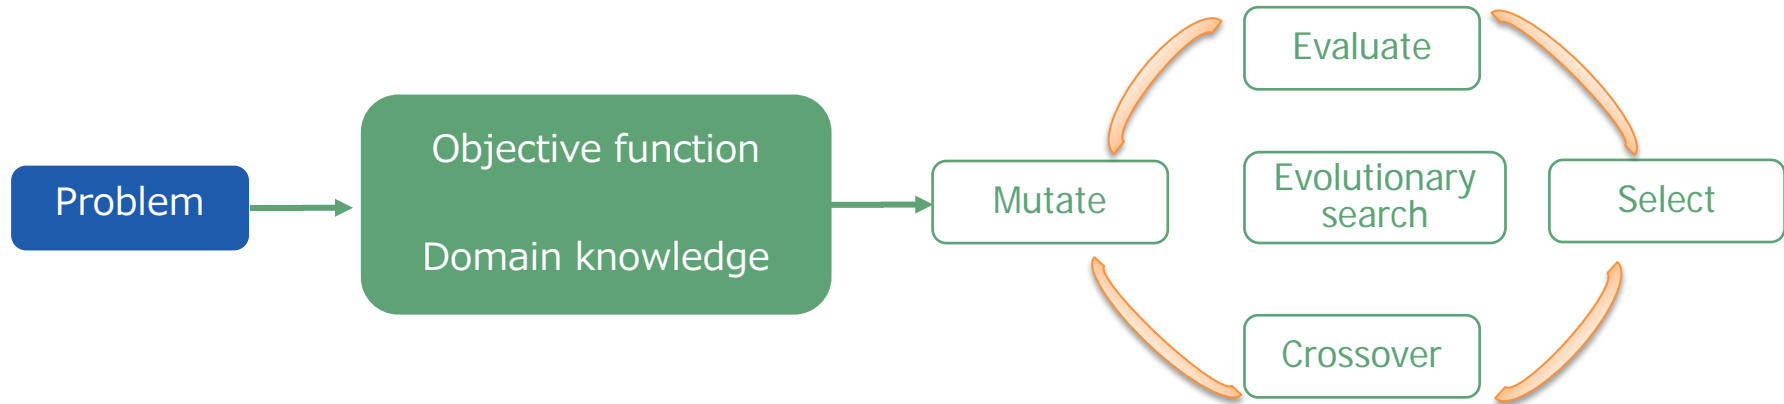 Problem
Objective function
Domain knowledge
Evaluate
Mutate
Evolutionary
search
Select
Crossover